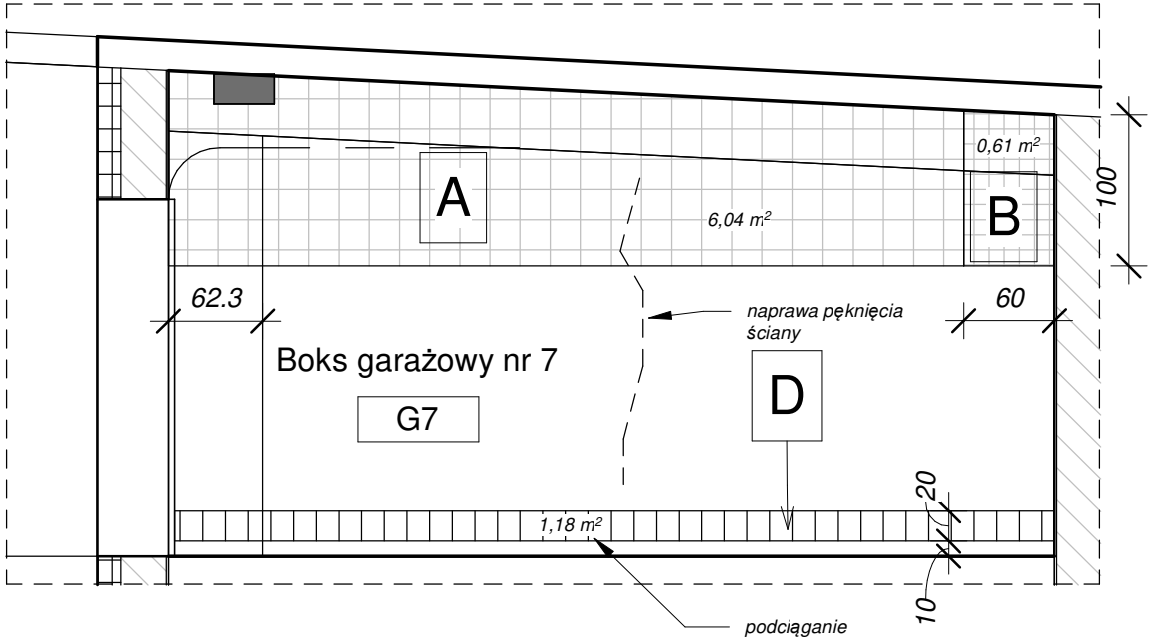 0,61 m²
100
A
B
6,04 m²
62.3
60
naprawa pęknięcia
ściany
Boks garażowy nr 7
D
G7
20
1,18 m²
10
podciąganie